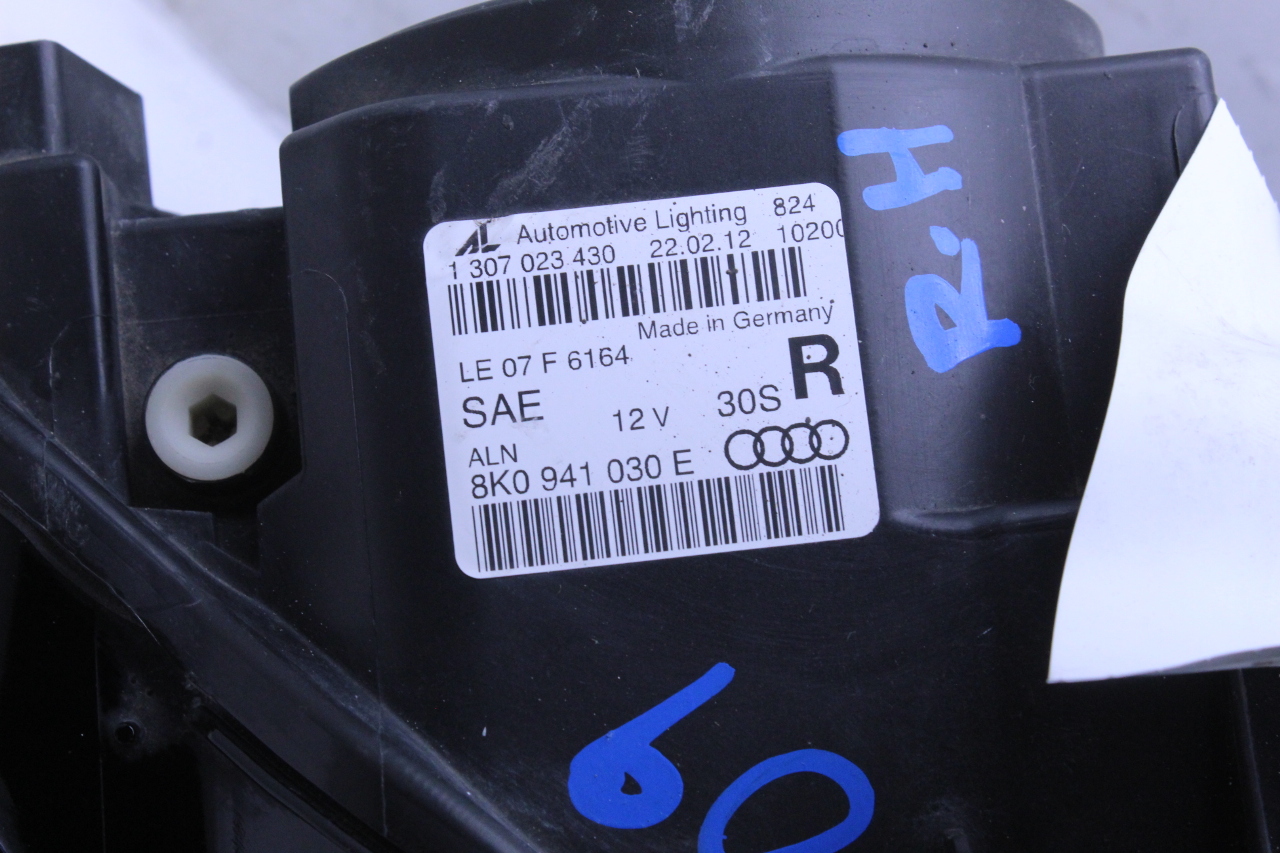 AL Automotive Lighting 824
1 307 023 430 22.02.12 10200
Made in Germany
LE 07 F 6164
R
SAE 12 V 30S
ALN
8K0 941 030 E
R.H
60